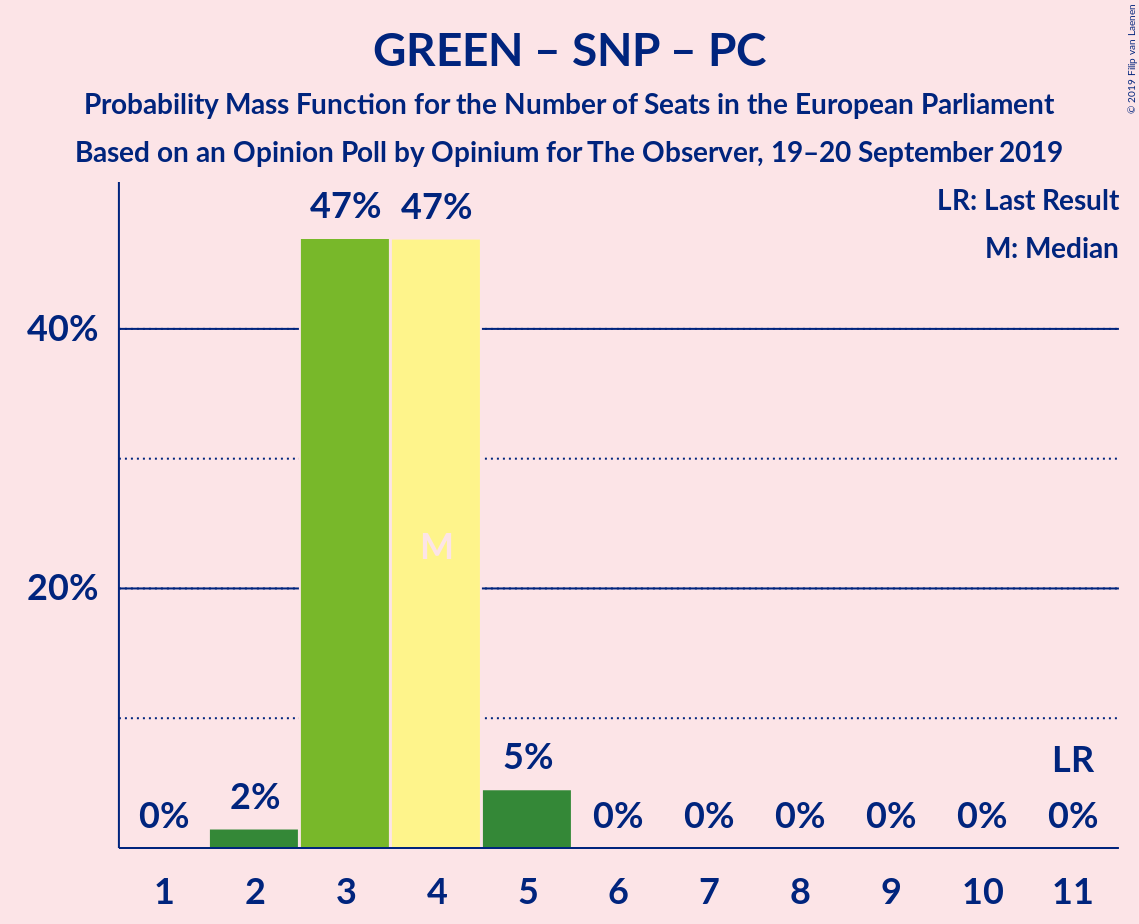 GREEN – SNP – PC
Probability Mass Function for the Number of Seats in the European Parliament
Based on an Opinion Poll by Opinium for The Observer, 19–20 September 2019
© 2019 Filip van Laenen
LR: Last Result
M: Median
47% 47%
40%
M
20%
5%
LR
0% 2% 0% 0% 0% 0% 0% 0%
1 2 3 4 5 6 7 8 9 10 11